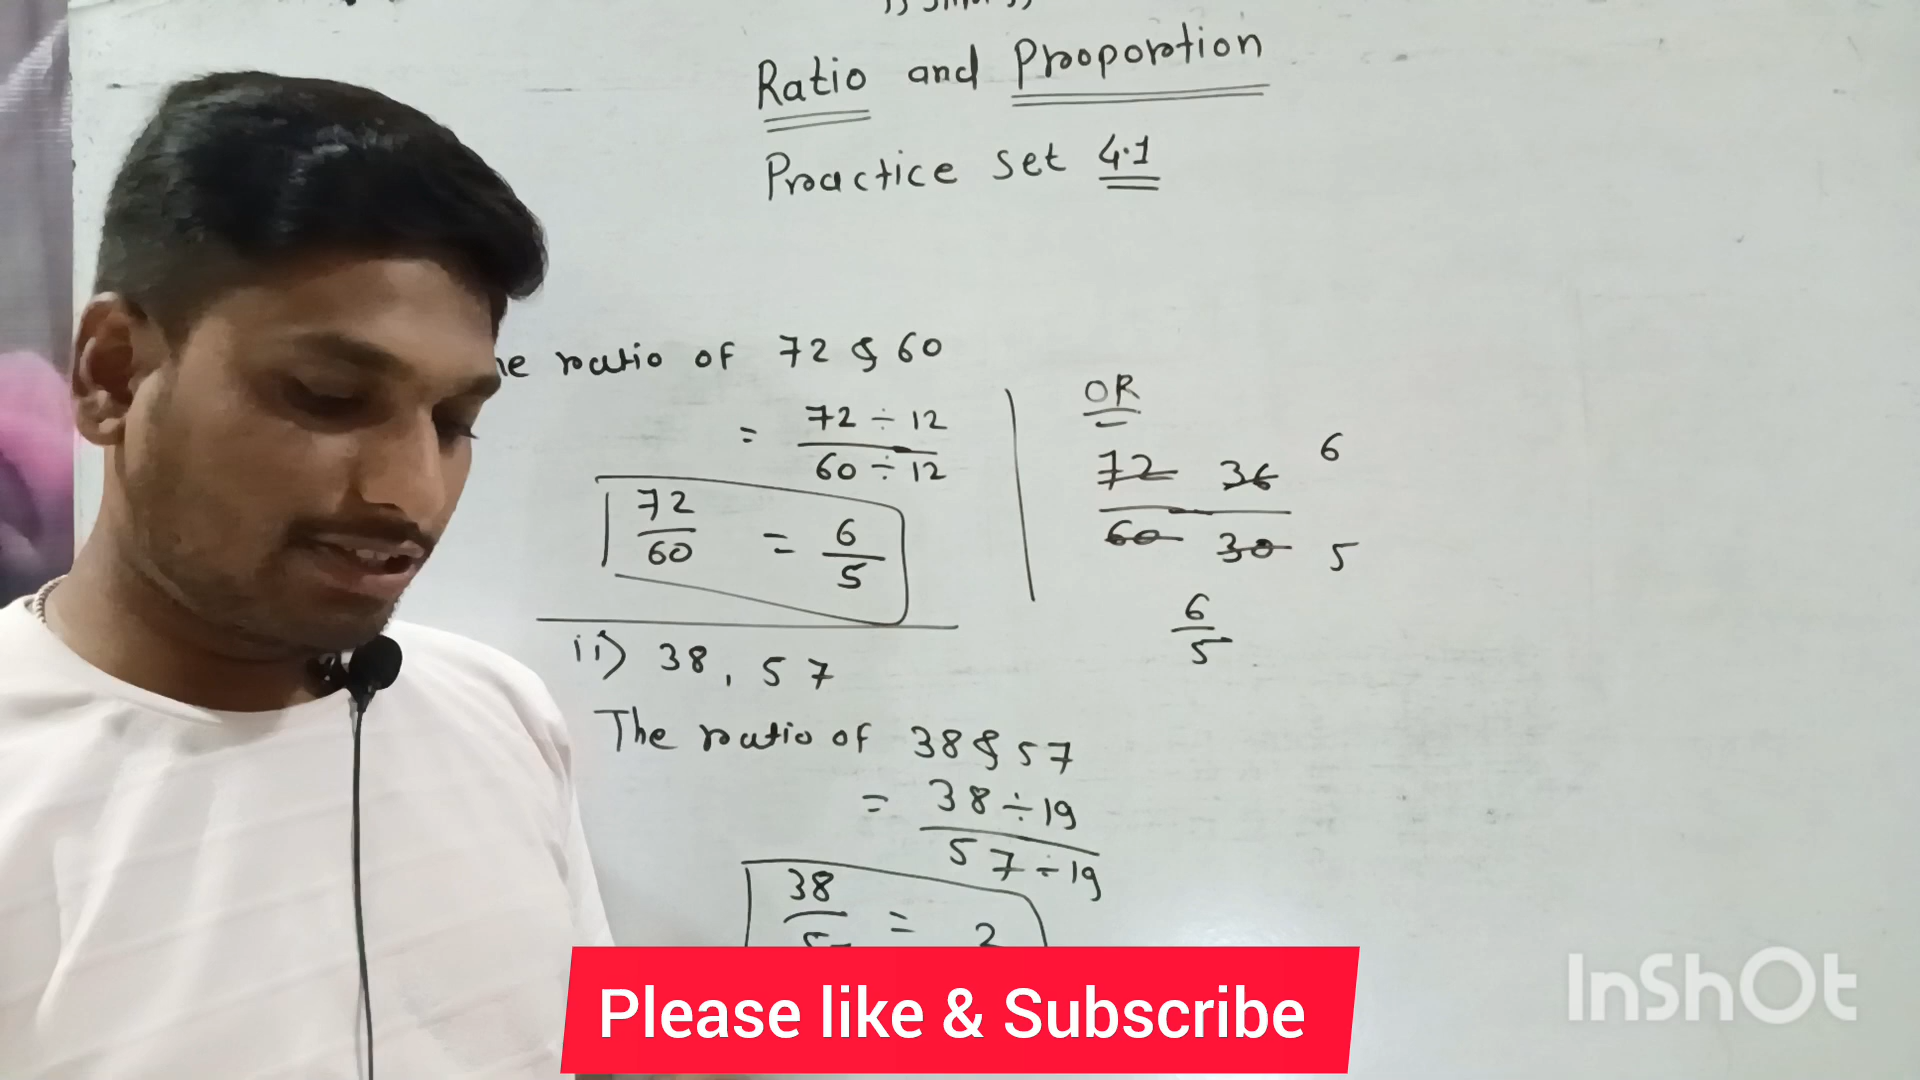 Ratio and Proporotion
Practice set 4.1
ratio of 72 & 60
= 72 ÷ 12
60 ÷ 12
72
60
= 6
5
OR
72 36 6
60 30 5
6
5
ii) 38, 57
The ratio of 38 & 57
= 38 ÷ 19
57 ÷ 19
38
= 2
Please like & Subscribe
InShOt